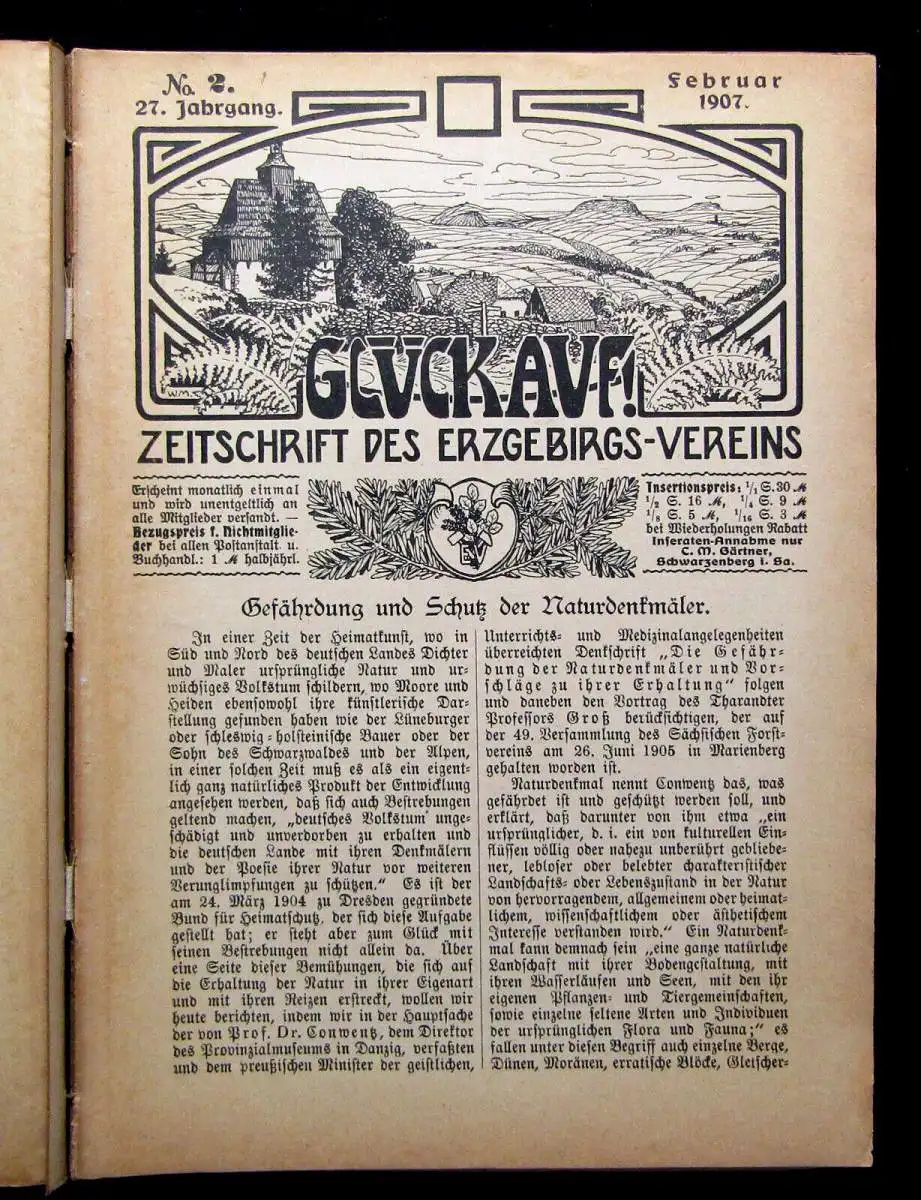 No. 2.
27. Jahrgang.
Februar
1907.
W.M.
GLÜCK AUF!
ZEITSCHRIFT DES ERZGEBIRGS-VEREINS
Erscheint monatlich einmal
und wird unentgeltlich an
alle Mitglieder versandt. —
Bezugspreis f. Nichtmitglie-
der bei allen Postanstalt. u.
Buchhandl.: 1 ℳ halbjährl.
EV
Insertionspreis: 1/1 S. 30 ℳ
1/2 S. 16 ℳ, 1/4 S. 9 ℳ
1/8 S. 5 ℳ, 1/16 S. 3 ℳ
bei Wiederholungen Rabatt
Inseraten-Annahme nur
C. M. Gärtner,
Schwarzenberg i. Sa.
Gefährdung und Schutz der Naturdenkmäler.
In einer Zeit der Heimatkunst, wo in
Süd und Nord des deutschen Landes Dichter
und Maler ursprüngliche Natur und ur-
wüchsiges Volkstum schildern, wo Moore und
Heiden ebensowohl ihre künstlerische Dar-
stellung gefunden haben wie der Lüneburger
oder schleswig-holsteinische Bauer oder der
Sohn des Schwarzwaldes und der Alpen,
in einer solchen Zeit muß es als ein eigent-
lich ganz natürliches Produkt der Entwicklung
angesehen werden, daß sich auch Bestrebungen
geltend machen, „deutsches Volkstum unge-
schädigt und unverdorben zu erhalten und
die deutschen Lande mit ihren Denkmälern
und der Poesie ihrer Natur vor weiteren
Verunglimpfungen zu schützen.“ Es ist der
am 24. März 1904 zu Dresden gegründete
Bund für Heimatschutz, der sich diese Aufgabe
gestellt hat; er steht aber zum Glück mit
seinen Bestrebungen nicht allein da. Über
eine Seite dieser Bemühungen, die sich auf
die Erhaltung der Natur in ihrer Eigenart
und mit ihren Reizen erstreckt, wollen wir
heute berichten, indem wir in der Hauptsache
der von Prof. Dr. Conwentz, dem Direktor
des Provinzialmuseums in Danzig, verfaßten
und dem preußischen Minister der geistlichen,
Unterrichts- und Medizinalangelegenheiten
überreichten Denkschrift „Die Gefähr-
dung der Naturdenkmäler und Vor-
schläge zu ihrer Erhaltung“ folgen
und daneben den Vortrag des Tharandter
Professors Groß berücksichtigen, der auf
der 49. Versammlung des Sächsischen Forst-
vereins am 26. Juni 1905 in Marienberg
gehalten worden ist.
Naturdenkmal nennt Conwentz das, was
gefährdet ist und geschützt werden soll, und
erklärt, daß darunter von ihm etwa „ein
ursprünglicher, d. i. ein von kulturellen Ein-
flüssen völlig oder nahezu unberührt gebliebe-
ner, lebloser oder belebter charakteristischer
Landschafts- oder Lebenszustand in der Natur
von hervorragendem, allgemeinem oder heimat-
lichem, wissenschaftlichem oder ästhetischem
Interesse verstanden wird.“ Ein Naturdenk-
mal kann demnach sein „eine ganze natürliche
Landschaft mit ihrer Bodengestaltung, mit
ihren Wasserläufen und Seen, mit den ihr
eigenen Pflanzen- und Tiergemeinschaften,
sowie einzelne seltene Arten und Individuen
der ursprünglichen Flora und Fauna;“ es
fallen unter diesen Begriff auch einzelne Berge,
Dünen, Moränen, erratische Blöcke, Gletscher-